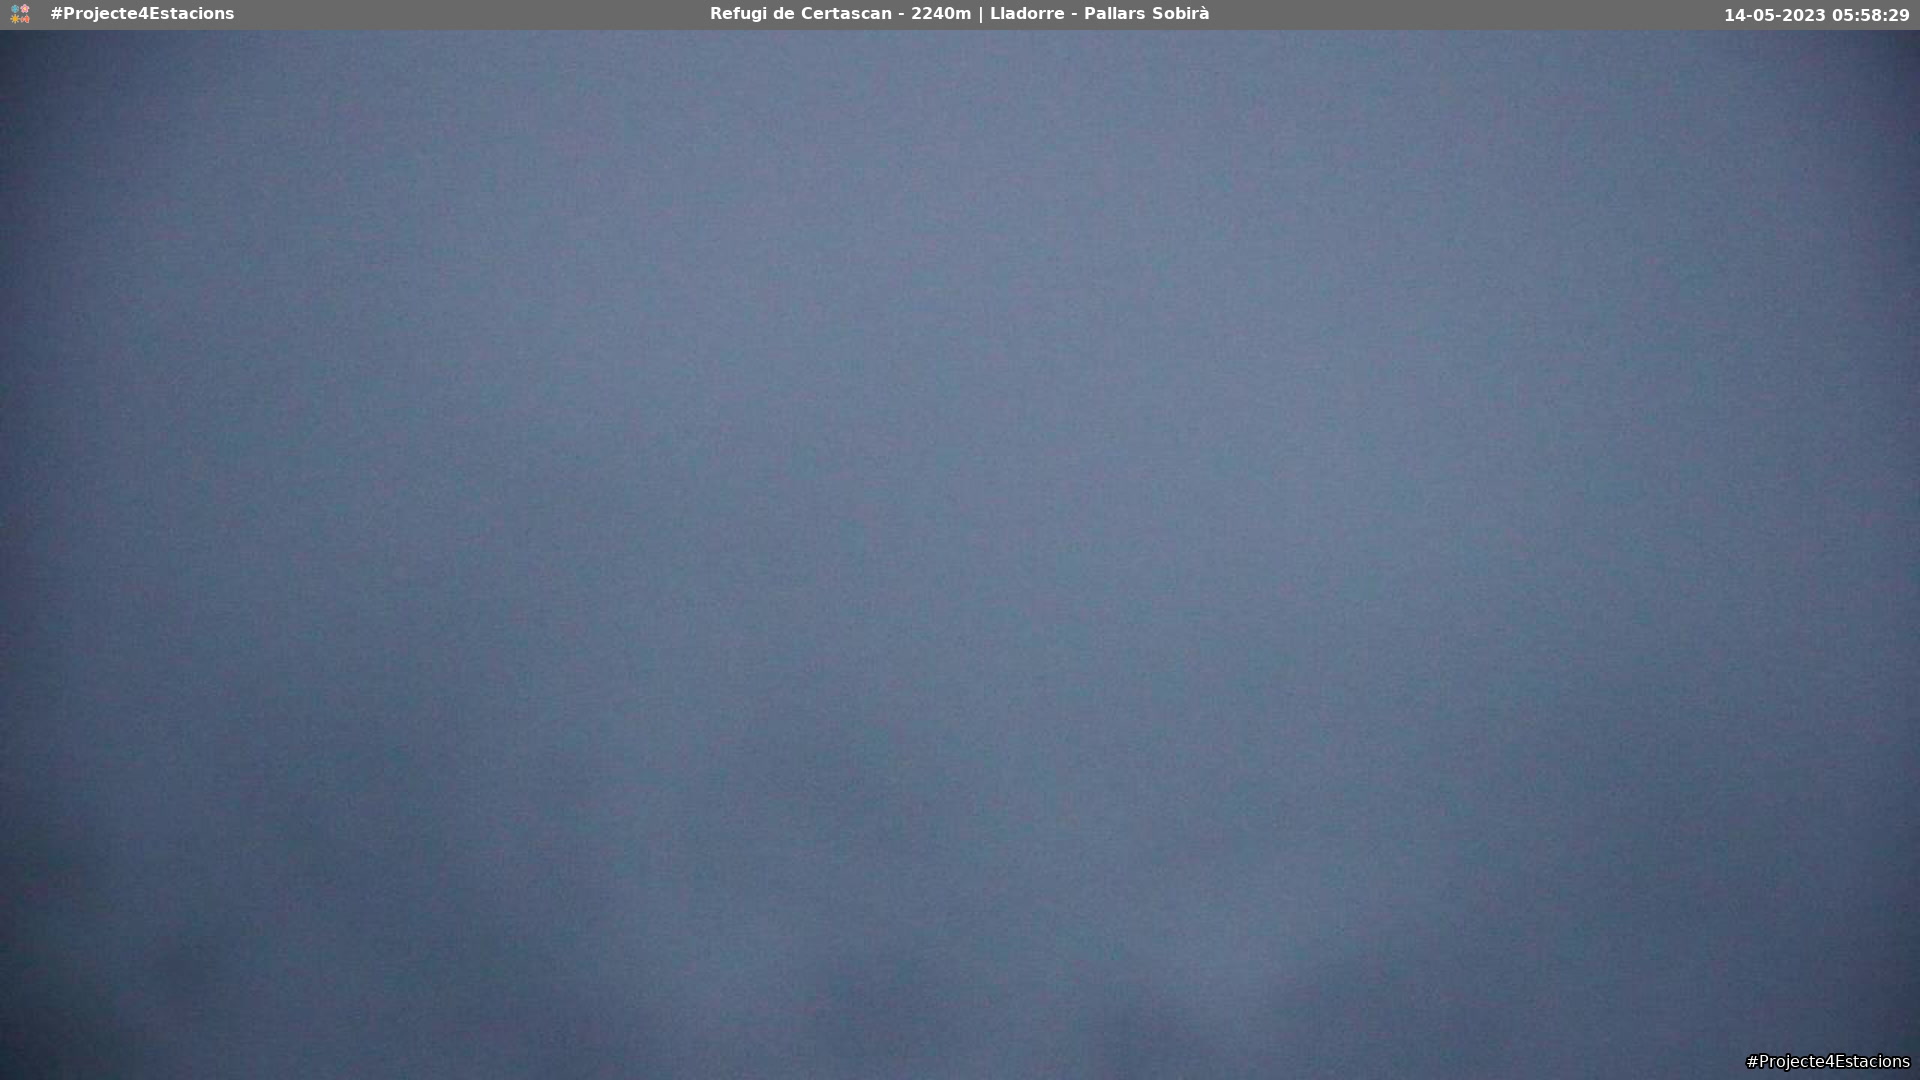 #Projecte4Estacions
Refugi de Certascan - 2240m | Lladorre - Pallars Sobirà
14-05-2023 05:58:29
#Projecte4Estacions